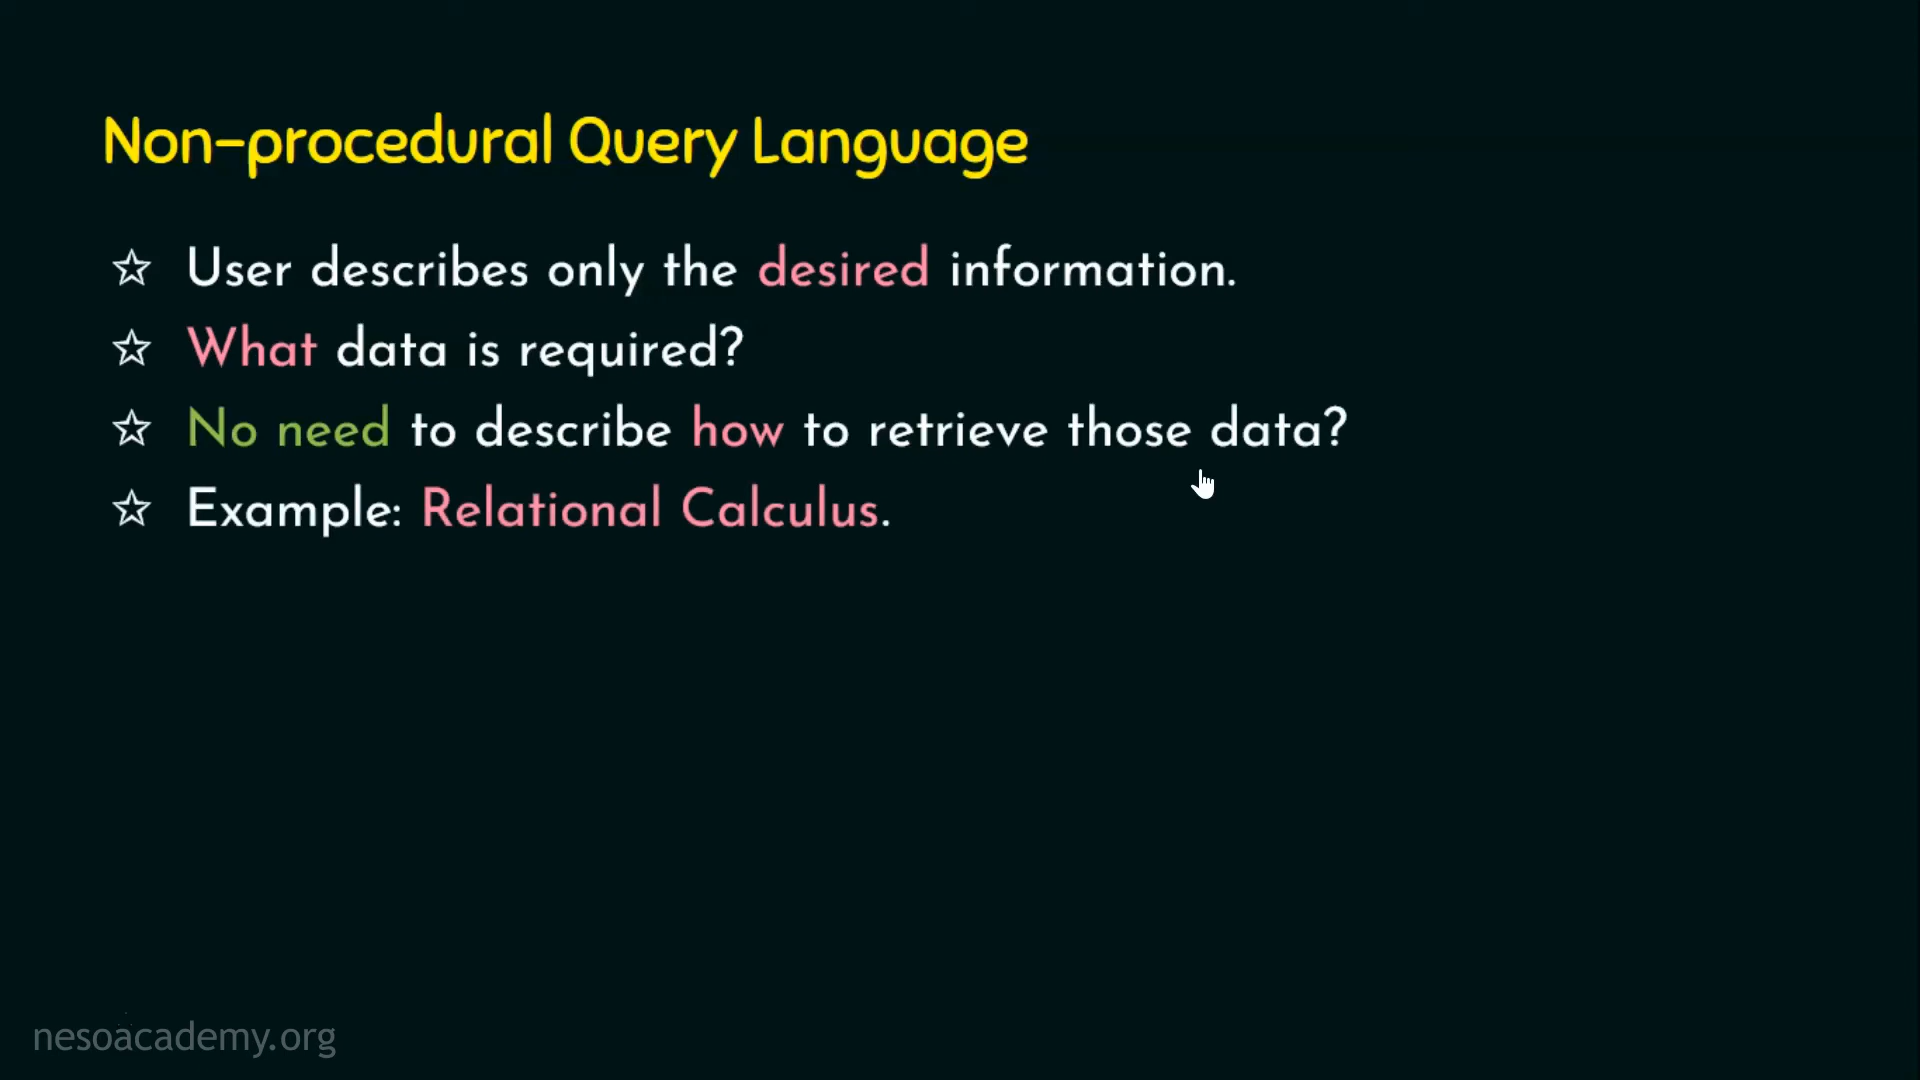 Non-procedural Query Language
☆ User describes only the desired information.
☆ What data is required?
☆ No need to describe how to retrieve those data?
☆ Example: Relational Calculus.
nesoacademy.org